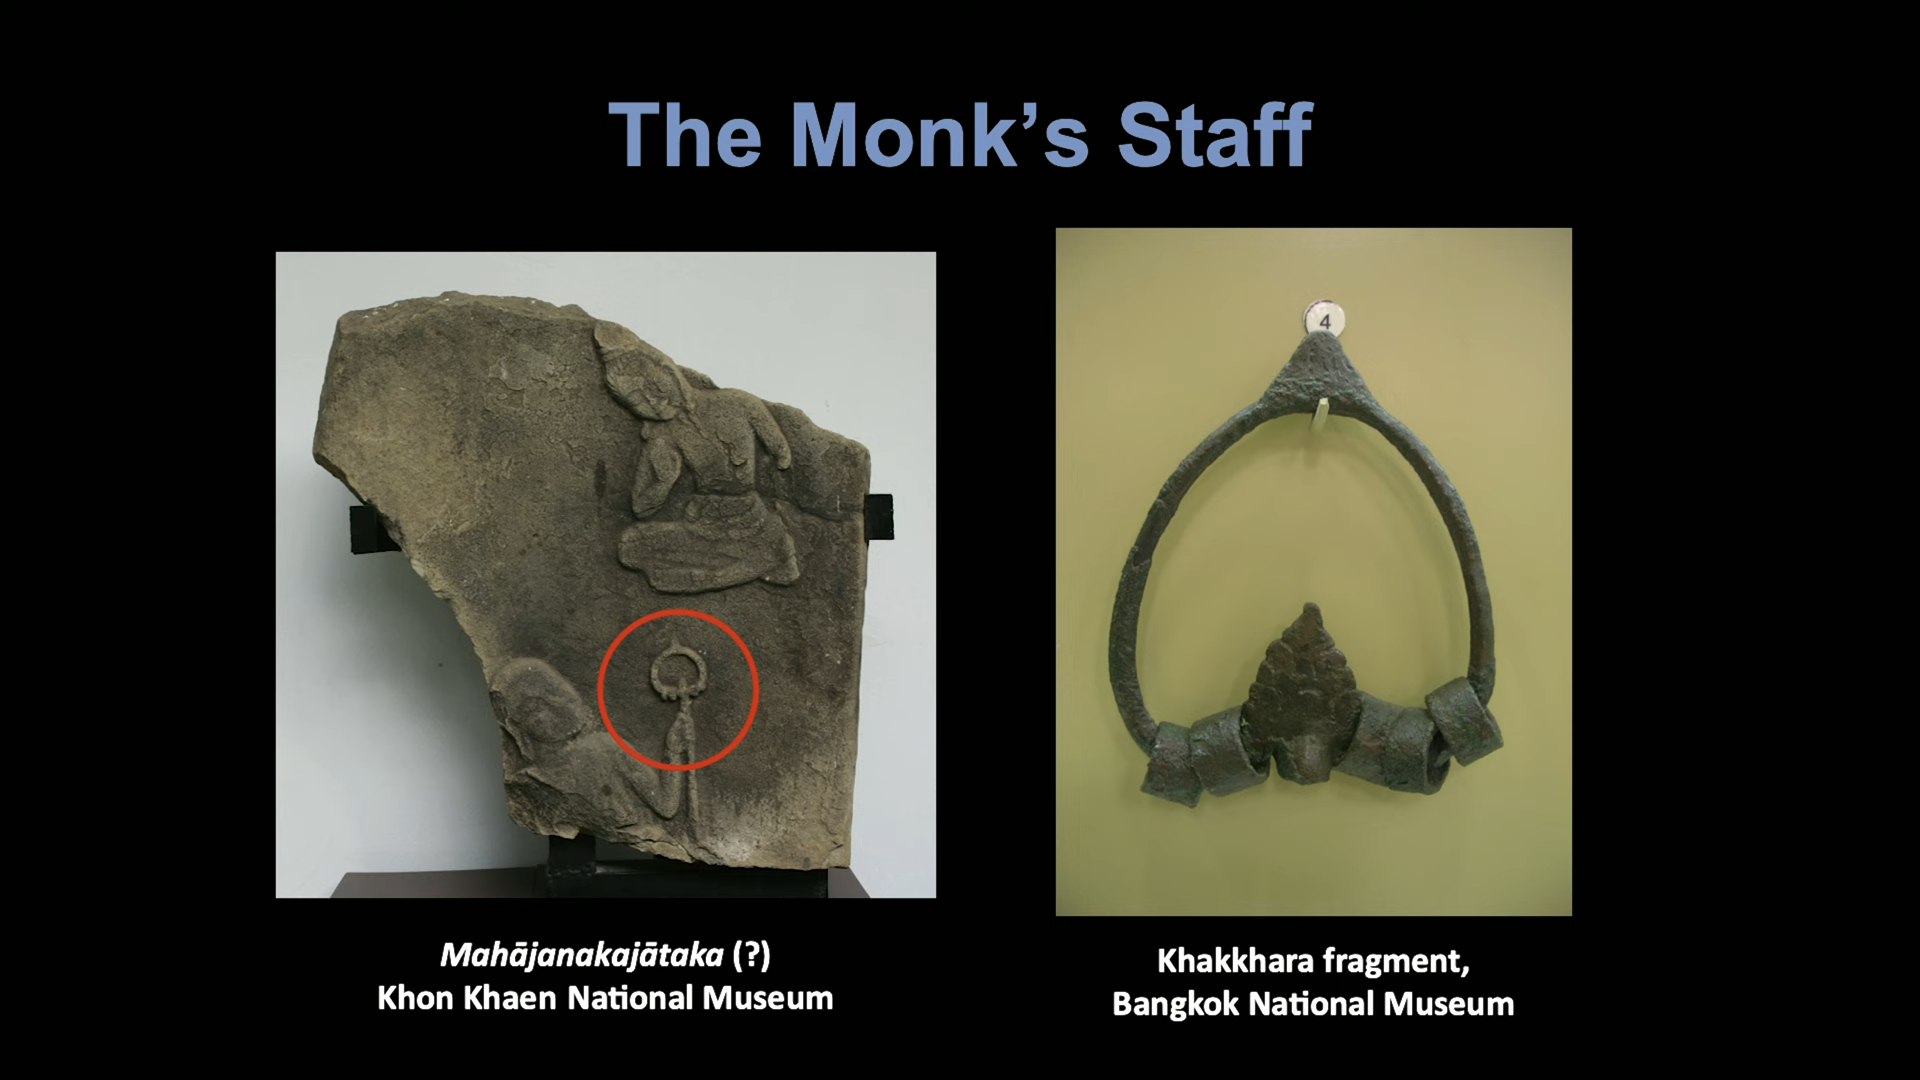 The Monk’s Staff
4
Mahājanakajātaka (?)
Khon Khaen National Museum
Khakkhara fragment,
Bangkok National Museum